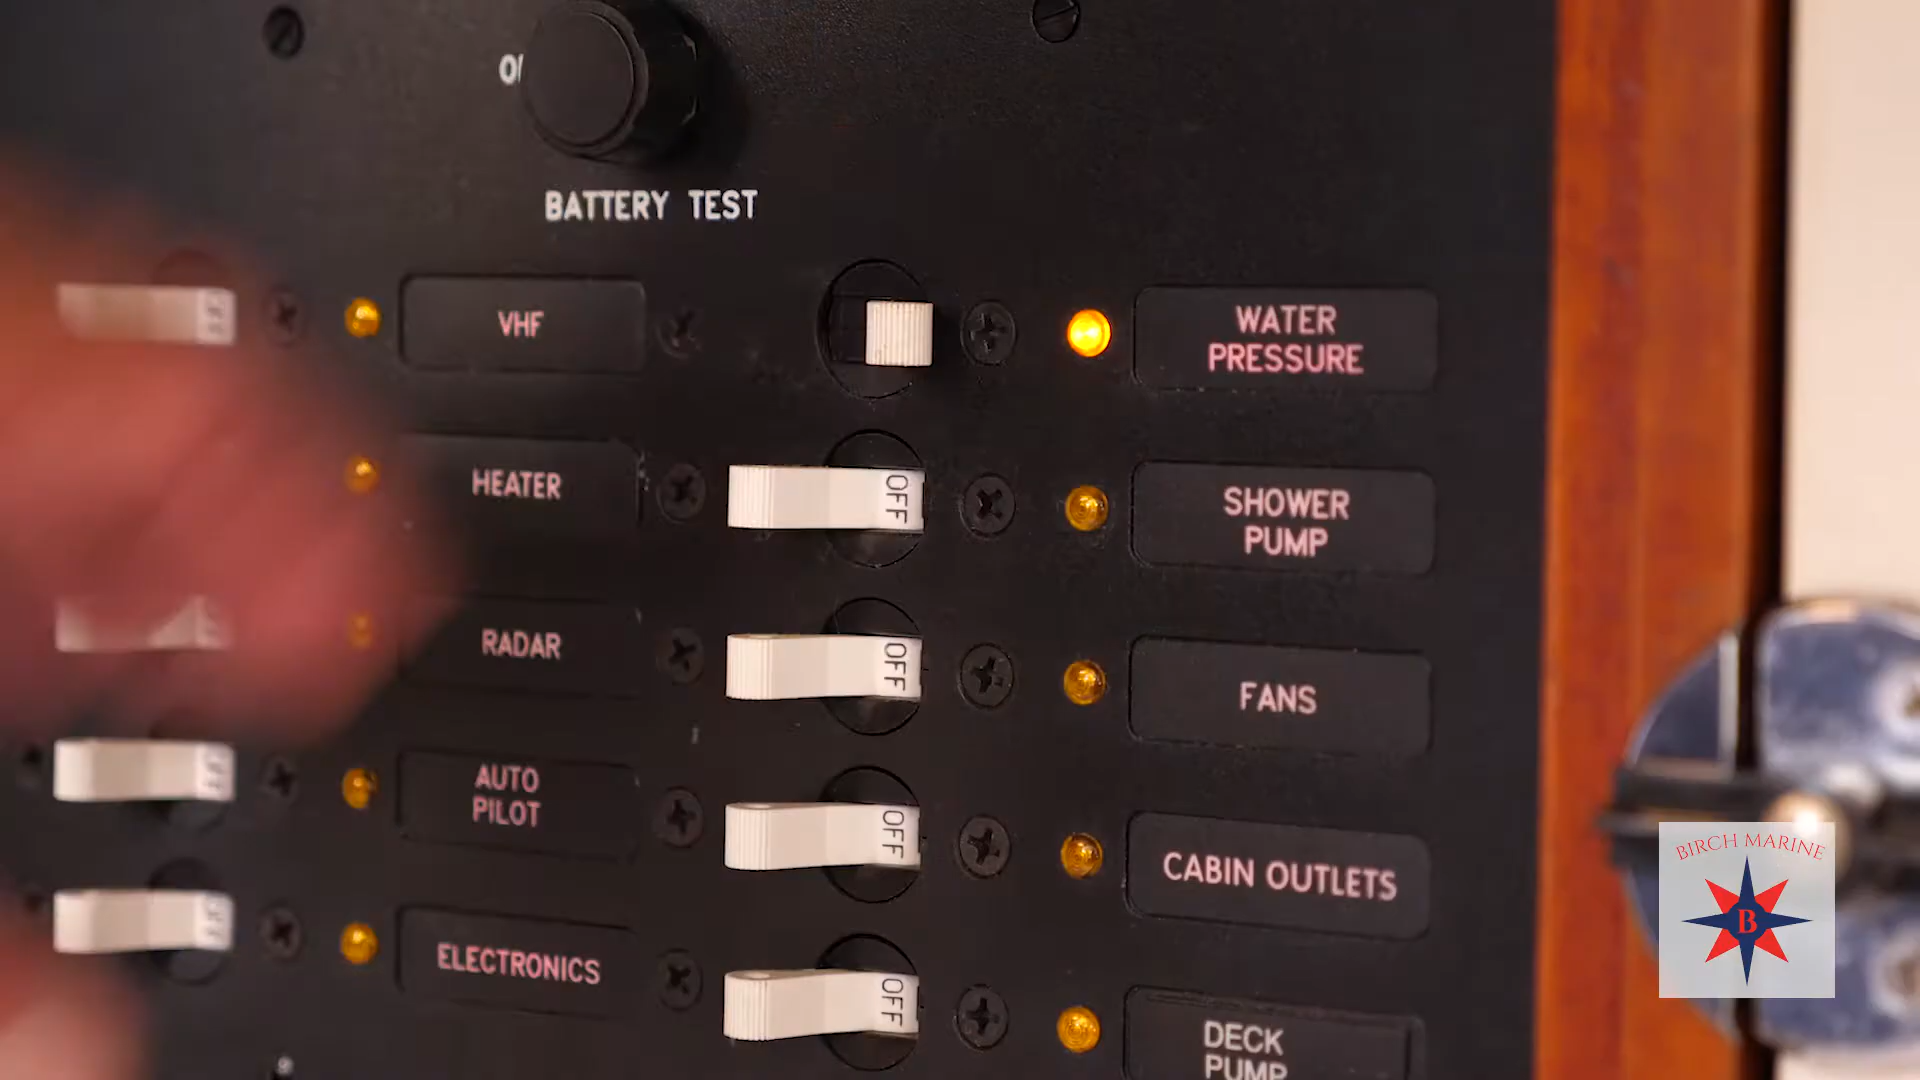 BATTERY TEST
VHF
WATER
PRESSURE
HEATER
OFF
SHOWER
PUMP
RADAR
OFF
FANS
AUTO
PILOT
OFF
CABIN OUTLETS
ELECTRONICS
OFF
DECK
PUMP
BIRCH MARINE
B